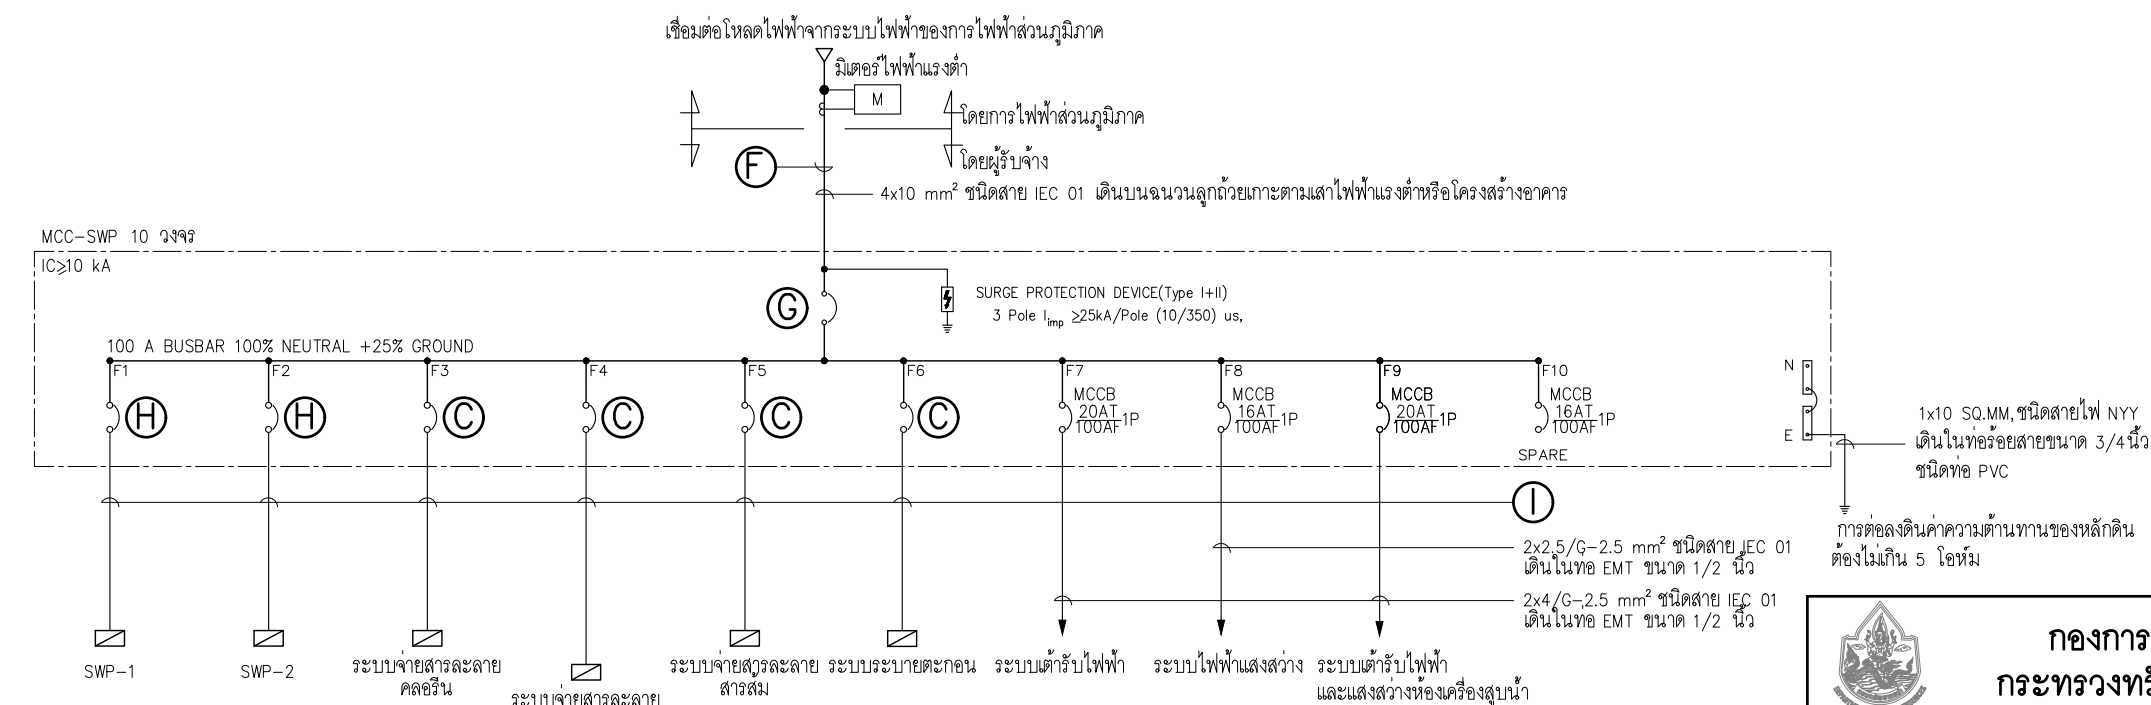 เชื่อมต่อโหลดไฟฟ้าจากระบบไฟฟ้าของการไฟฟ้าส่วนภูมิภาค
มิเตอร์ไฟฟ้าแรงต่ำ
M
โดยการไฟฟ้าส่วนภูมิภาค
F
โดยผู้รับจ้าง
4x10 mm² ชนิดสาย IEC 01 เดินบนฉนวนลูกถ้วยเกาะตามเสาไฟฟ้าแรงต่ำหรือโครงสร้างอาคาร
MCC-SWP 10 วงจร
IC≥10 kA
G
SURGE PROTECTION DEVICE(Type I+II)
3 Pole Iimp ≥25kA/Pole (10/350) us,
100 A BUSBAR 100% NEUTRAL +25% GROUND
F1 F2 F3 F4 F5 F6 F7 F8 F9 F10
H H C C C C
MCCB 20AT 100AF 1P
MCCB 16AT 100AF 1P
MCCB 20AT 100AF 1P
MCCB 16AT 100AF 1P
SPARE
N
E
1x10 SQ.MM,ชนิดสายไฟ NYY
เดินในท่อร้อยสายขนาด 3/4นิ้ว
ชนิดท่อ PVC
I
การต่อลงดินค่าความต้านทานของหลักดิน
ต้องไม่เกิน 5 โอห์ม
2x2.5/G-2.5 mm² ชนิดสาย IEC 01
เดินในท่อ EMT ขนาด 1/2 นิ้ว
2x4/G-2.5 mm² ชนิดสาย IEC 01
เดินในท่อ EMT ขนาด 1/2 นิ้ว
SWP-1
SWP-2
ระบบจ่ายสารละลาย
คลอรีน
ระบบจ่ายสารละลาย
ระบบจ่ายสารละลาย
สารส้ม
ระบบระบายตะกอน
ระบบเต้ารับไฟฟ้า
ระบบไฟฟ้าแสงสว่าง
ระบบเต้ารับไฟฟ้า
และแสงสว่างห้องเครื่องสูบน้ำ
กองการ